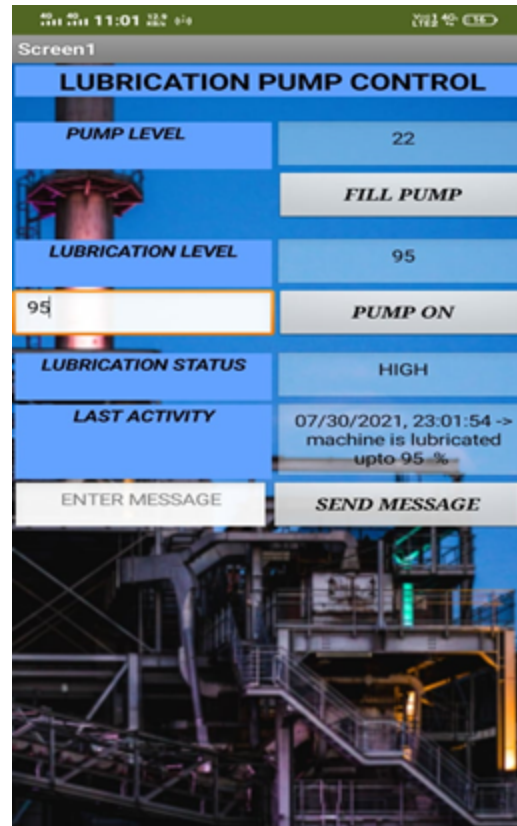 11:01
Screen1
LUBRICATION PUMP CONTROL
PUMP LEVEL 22
FILL PUMP
LUBRICATION LEVEL 95
95 PUMP ON
LUBRICATION STATUS HIGH
LAST ACTIVITY 07/30/2021, 23:01:54 ->
machine is lubricated
upto 95 %
ENTER MESSAGE SEND MESSAGE